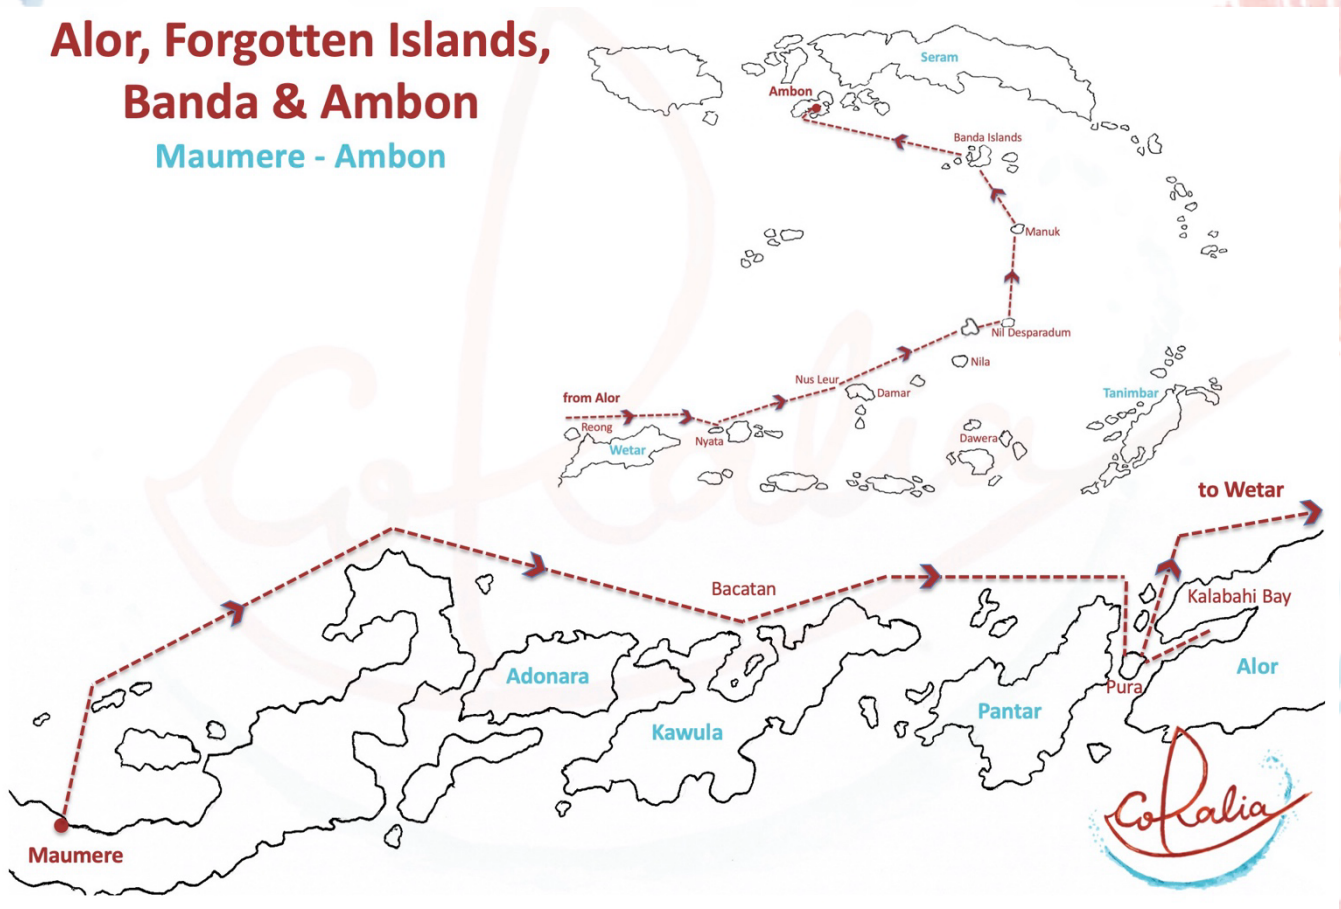 Alor, Forgotten Islands,
Banda & Ambon
Maumere - Ambon
Seram
Ambon
Banda Islands
Manuk
Nil Desparadum
Nila
Nus Leur
Damar
Tanimbar
from Alor
Reong
Wetar
Nyata
Dawera
to Wetar
Bacatan
Kalabahi Bay
Adonara
Alor
Pura
Pantar
Kawula
Maumere
CoRalia